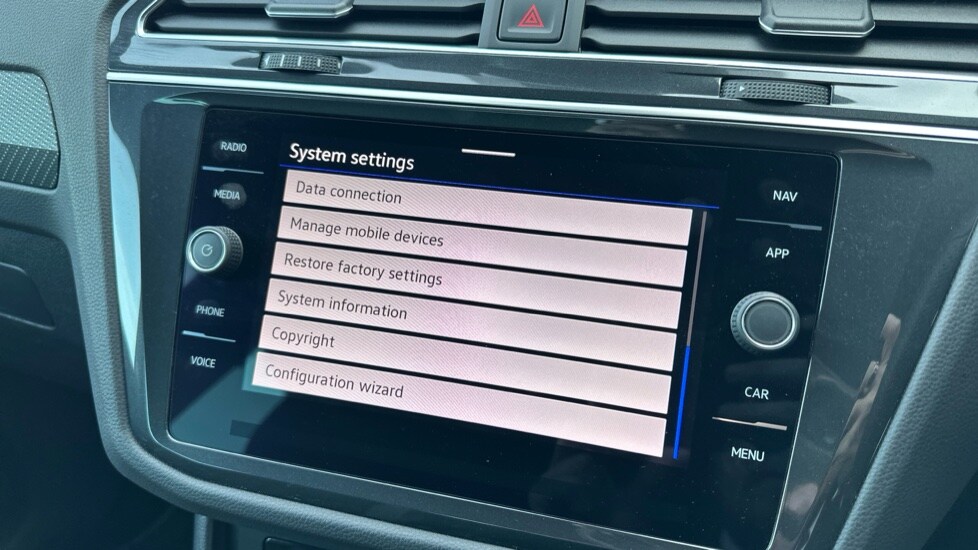 RADIO
MEDIA
PHONE
VOICE
System settings
Data connection
Manage mobile devices
Restore factory settings
System information
Copyright
Configuration wizard
NAV
APP
CAR
MENU